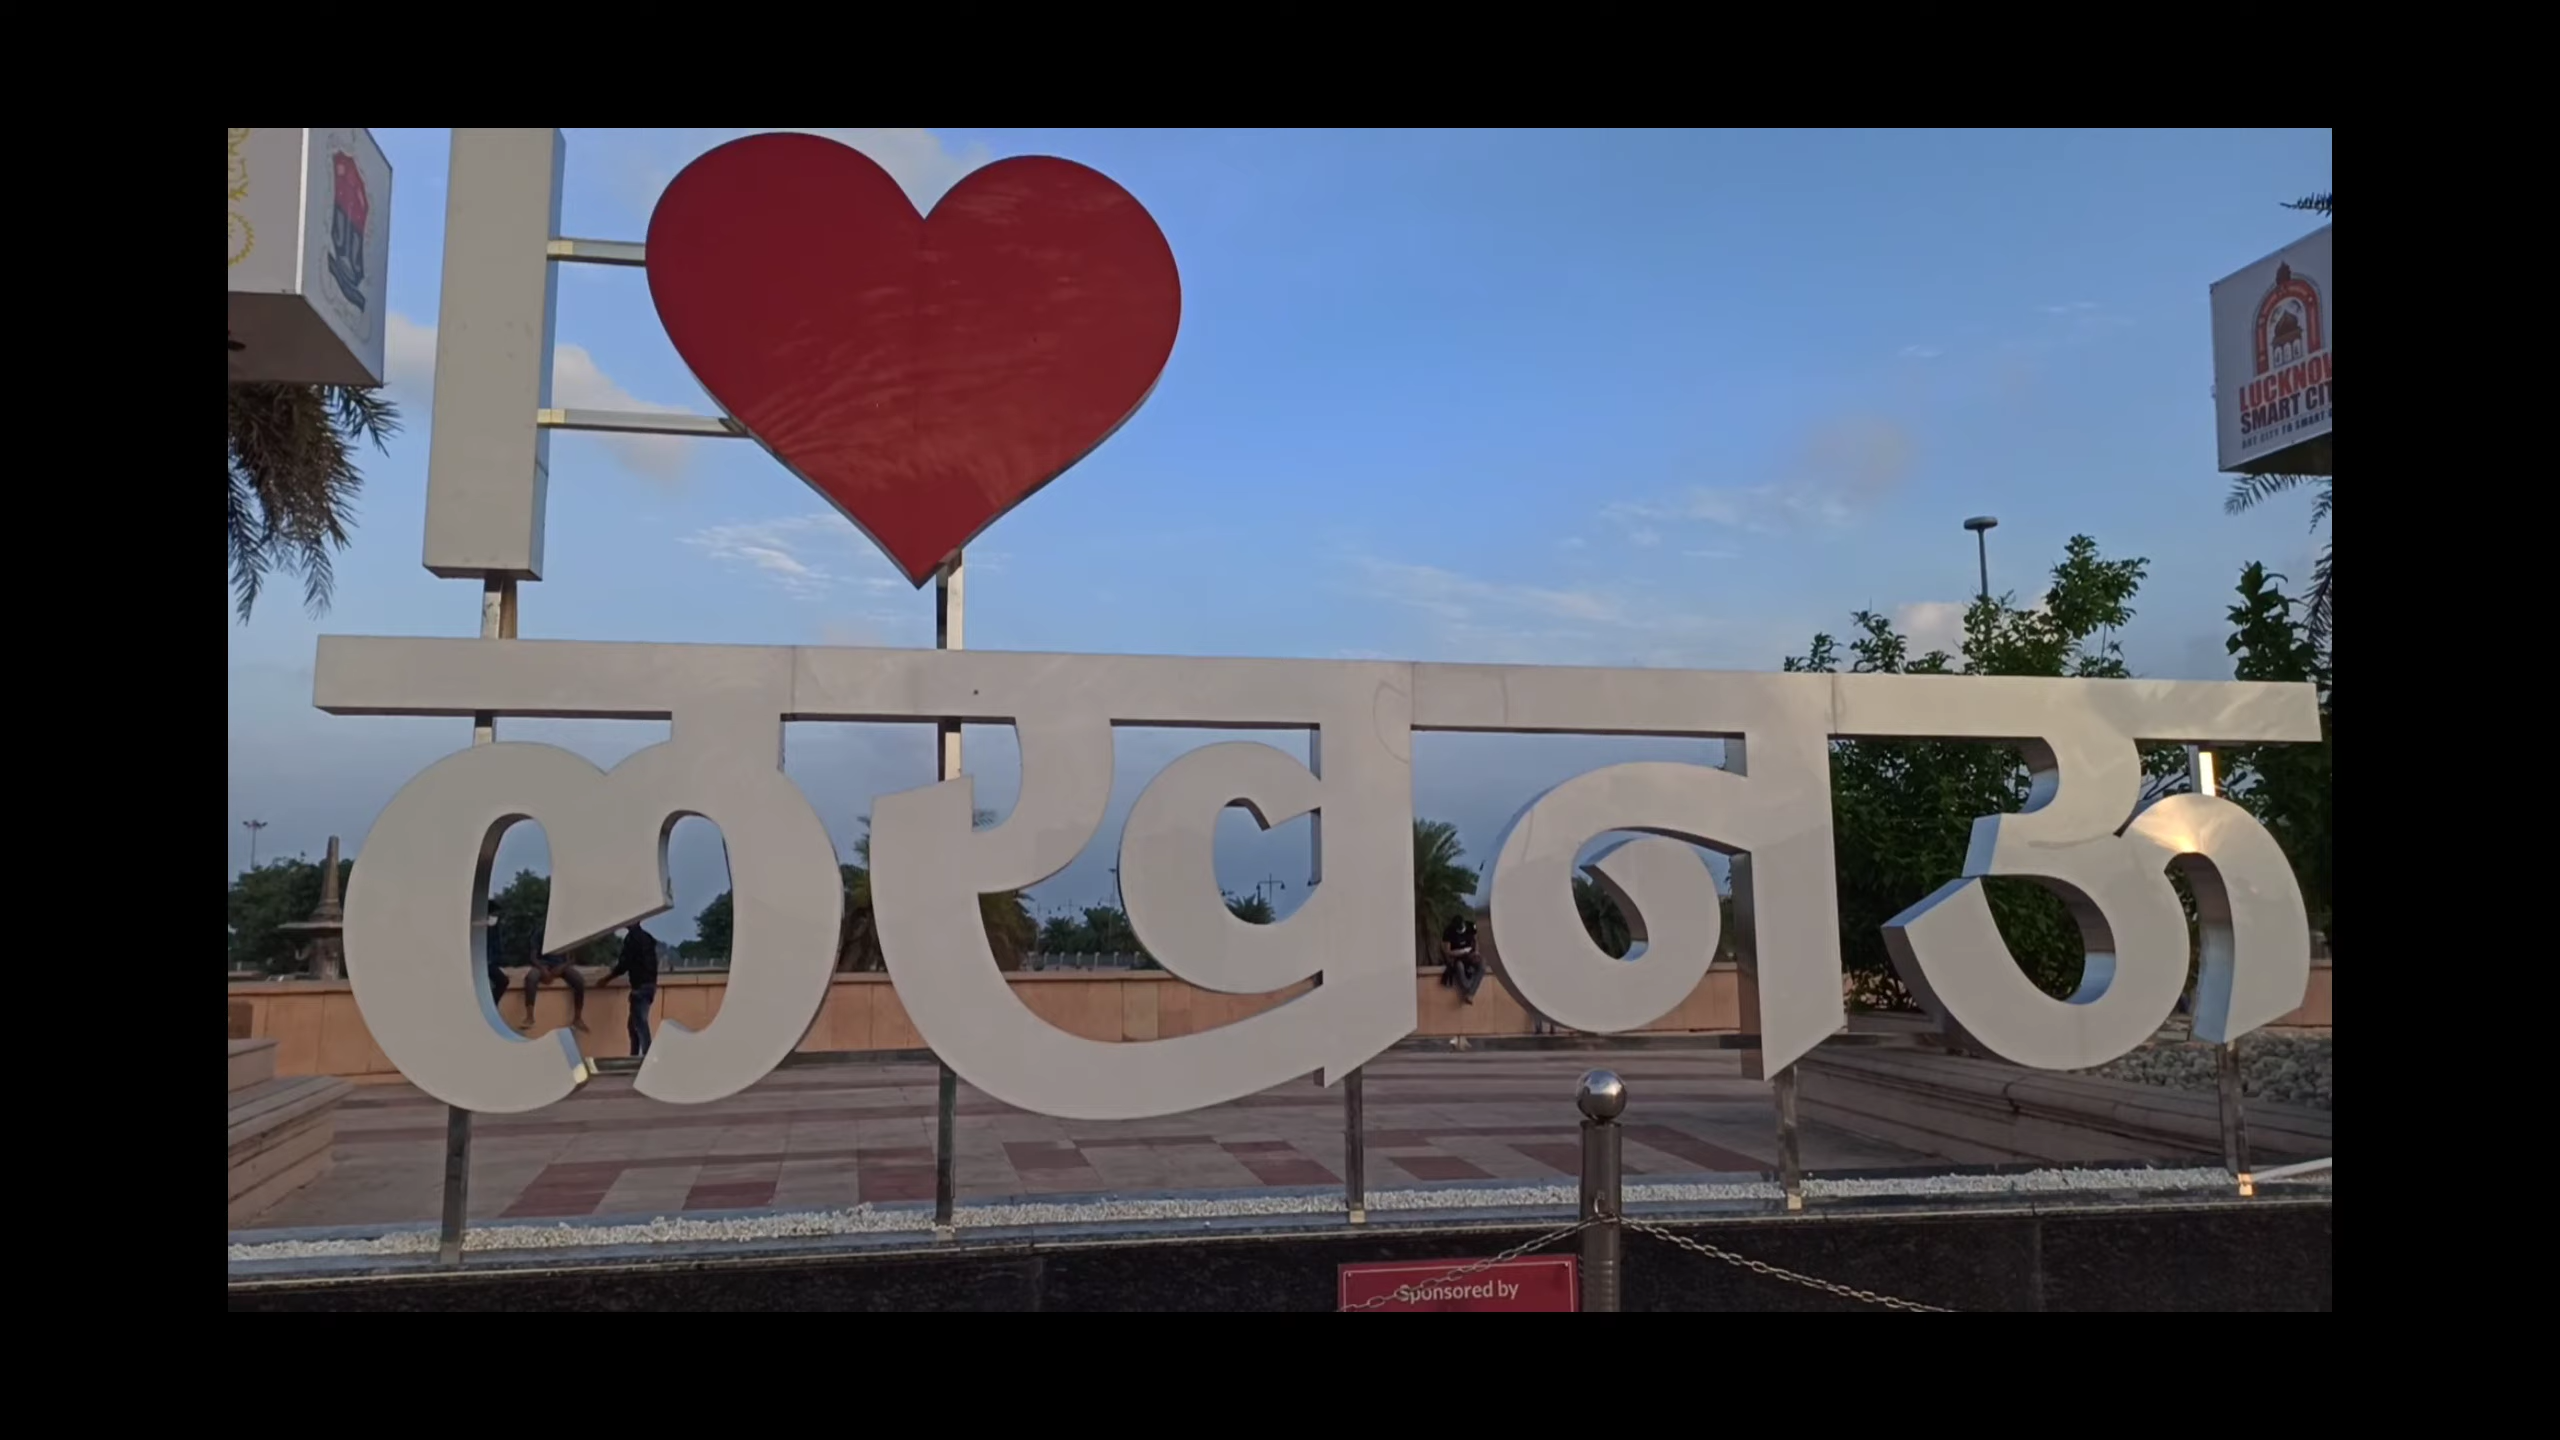 I ❤
लखनऊ
LUCKNOW
SMART CIT
Sponsored by